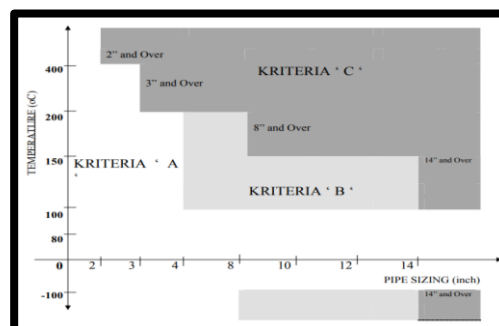 2” and Over
400
KRITERIA ‘ C ‘
3” and Over
200
8” and Over
TEMPERATURE (oC)
150
KRITERIA ‘ A
‘
14” and Over
KRITERIA ‘ B ‘
100
80
0
2
3
4
8
10
12
14
PIPE SIZING (inch)
-100
14” and Over